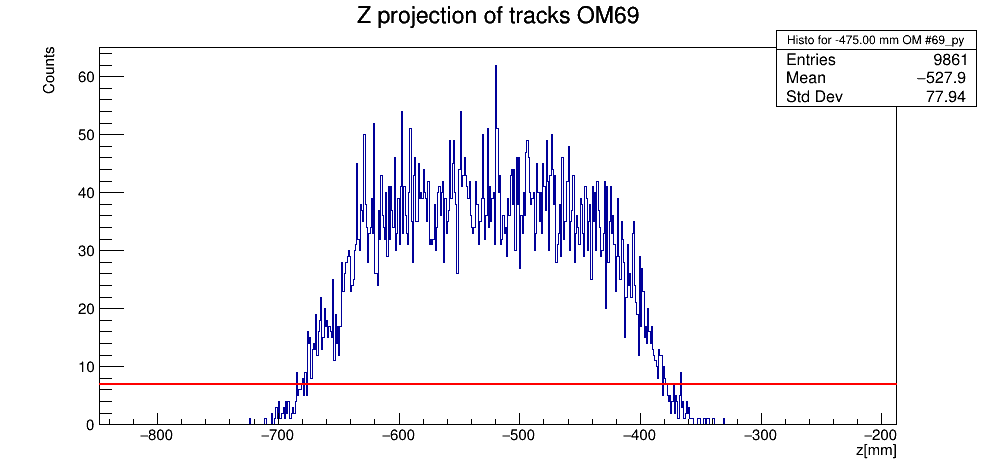 Z projection of tracks OM69
Histo for -475.00 mm OM #69_py
Entries 9861
Mean −527.9
Std Dev 77.94
Counts
60
50
40
30
20
10
0
−800 −700 −600 −500 −400 −300 −200
z[mm]